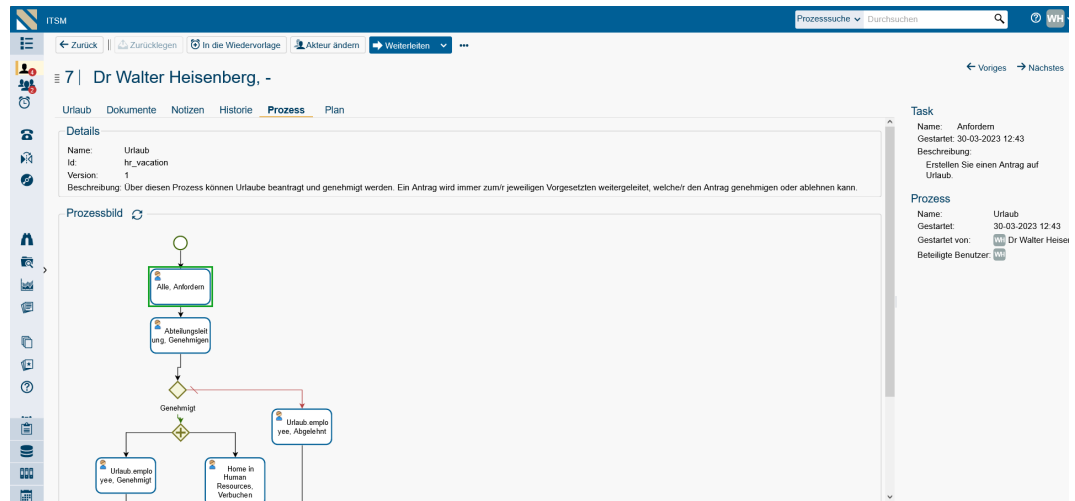 ITSM
Prozesssuche
Durchsuchen
WH
Zurück
Zurücklegen
In die Wiedervorlage
Akteur ändern
Weiterleiten
Voriges
Nächstes
7 | Dr Walter Heisenberg, -
Urlaub Dokumente Notizen Historie Prozess Plan
Details
Name: Urlaub
Id: hr_vacation
Version: 1
Beschreibung: Über diesen Prozess können Urlaube beantragt und genehmigt werden. Ein Antrag wird immer zum/r jeweiligen Vorgesetzten weitergeleitet, welche/r den Antrag genehmigen oder ablehnen kann.
Prozessbild
Alle, Anfordern
Abteilungsleit
ung, Genehmigen
Genehmigt
Urlaub.emplo
yee, Abgelehnt
Urlaub.emplo
yee, Genehmigt
Home in
Human
Resources,
Verbuchen
Task
Name: Anfordern
Gestartet: 30-03-2023 12:43
Beschreibung:
Erstellen Sie einen Antrag auf
Urlaub.
Prozess
Name: Urlaub
Gestartet: 30-03-2023 12:43
Gestartet von: WH Dr Walter Heiser
Beteiligte Benutzer: WH